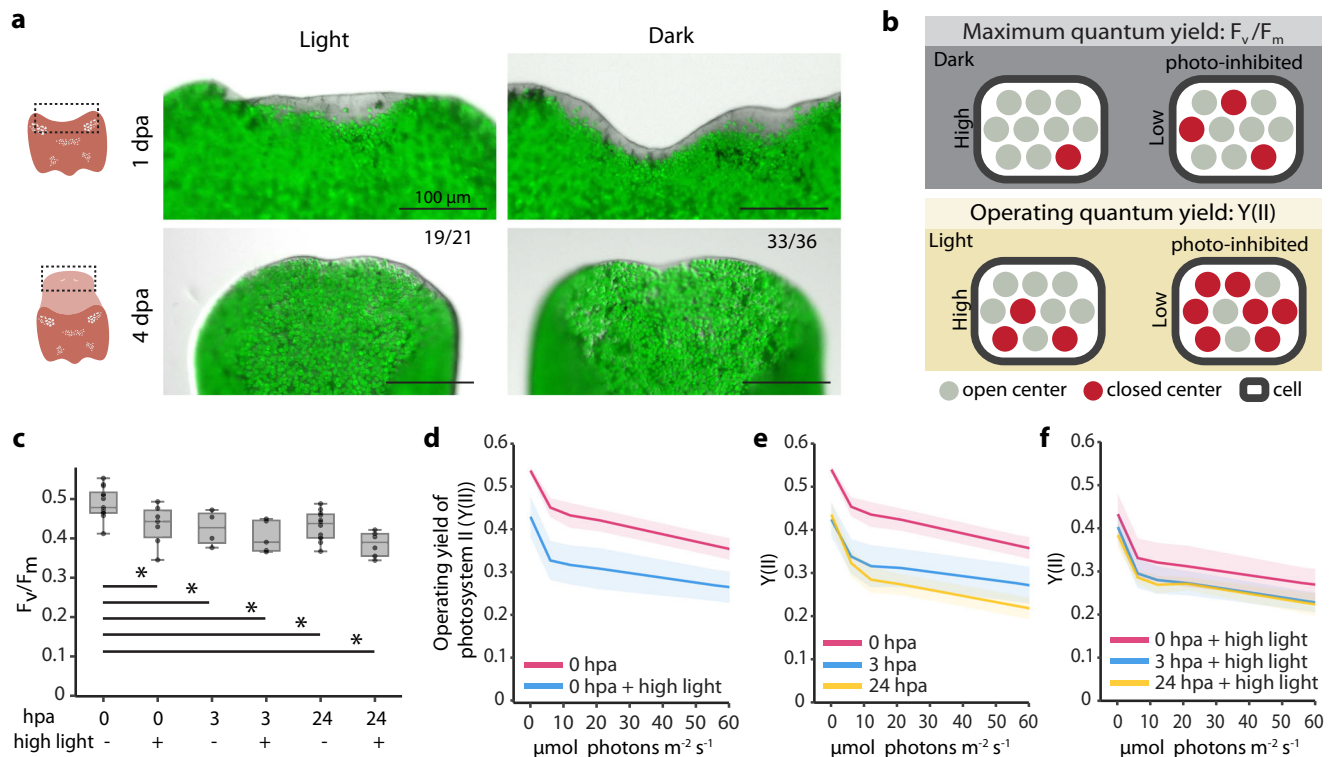 a
Light
Dark
1 dpa
100 µm
4 dpa
19/21
33/36
b
Maximum quantum yield: Fv/Fm
Dark
photo-inhibited
High
Low
Operating quantum yield: Y(II)
Light
photo-inhibited
High
Low
open center
closed center
cell
c
Fv/Fm
0.5
0.4
0.3
0.2
0.1
0
*
*
*
*
*
hpa 0 0 3 3 24 24
high light - + - + - +
d
Operating yield of
photosystem II (Y(II))
0.6
0.5
0.4
0.3
0.2
0.1
0
0 hpa
0 hpa + high light
0 10 20 30 40 50 60
µmol photons m⁻² s⁻¹
e
Y(II)
0.6
0.5
0.4
0.3
0.2
0.1
0
0 hpa
3 hpa
24 hpa
0 10 20 30 40 50 60
µmol photons m⁻² s⁻¹
f
Y(II)
0.6
0.5
0.4
0.3
0.2
0.1
0
0 hpa + high light
3 hpa + high light
24 hpa + high light
0 10 20 30 40 50 60
µmol photons m⁻² s⁻¹